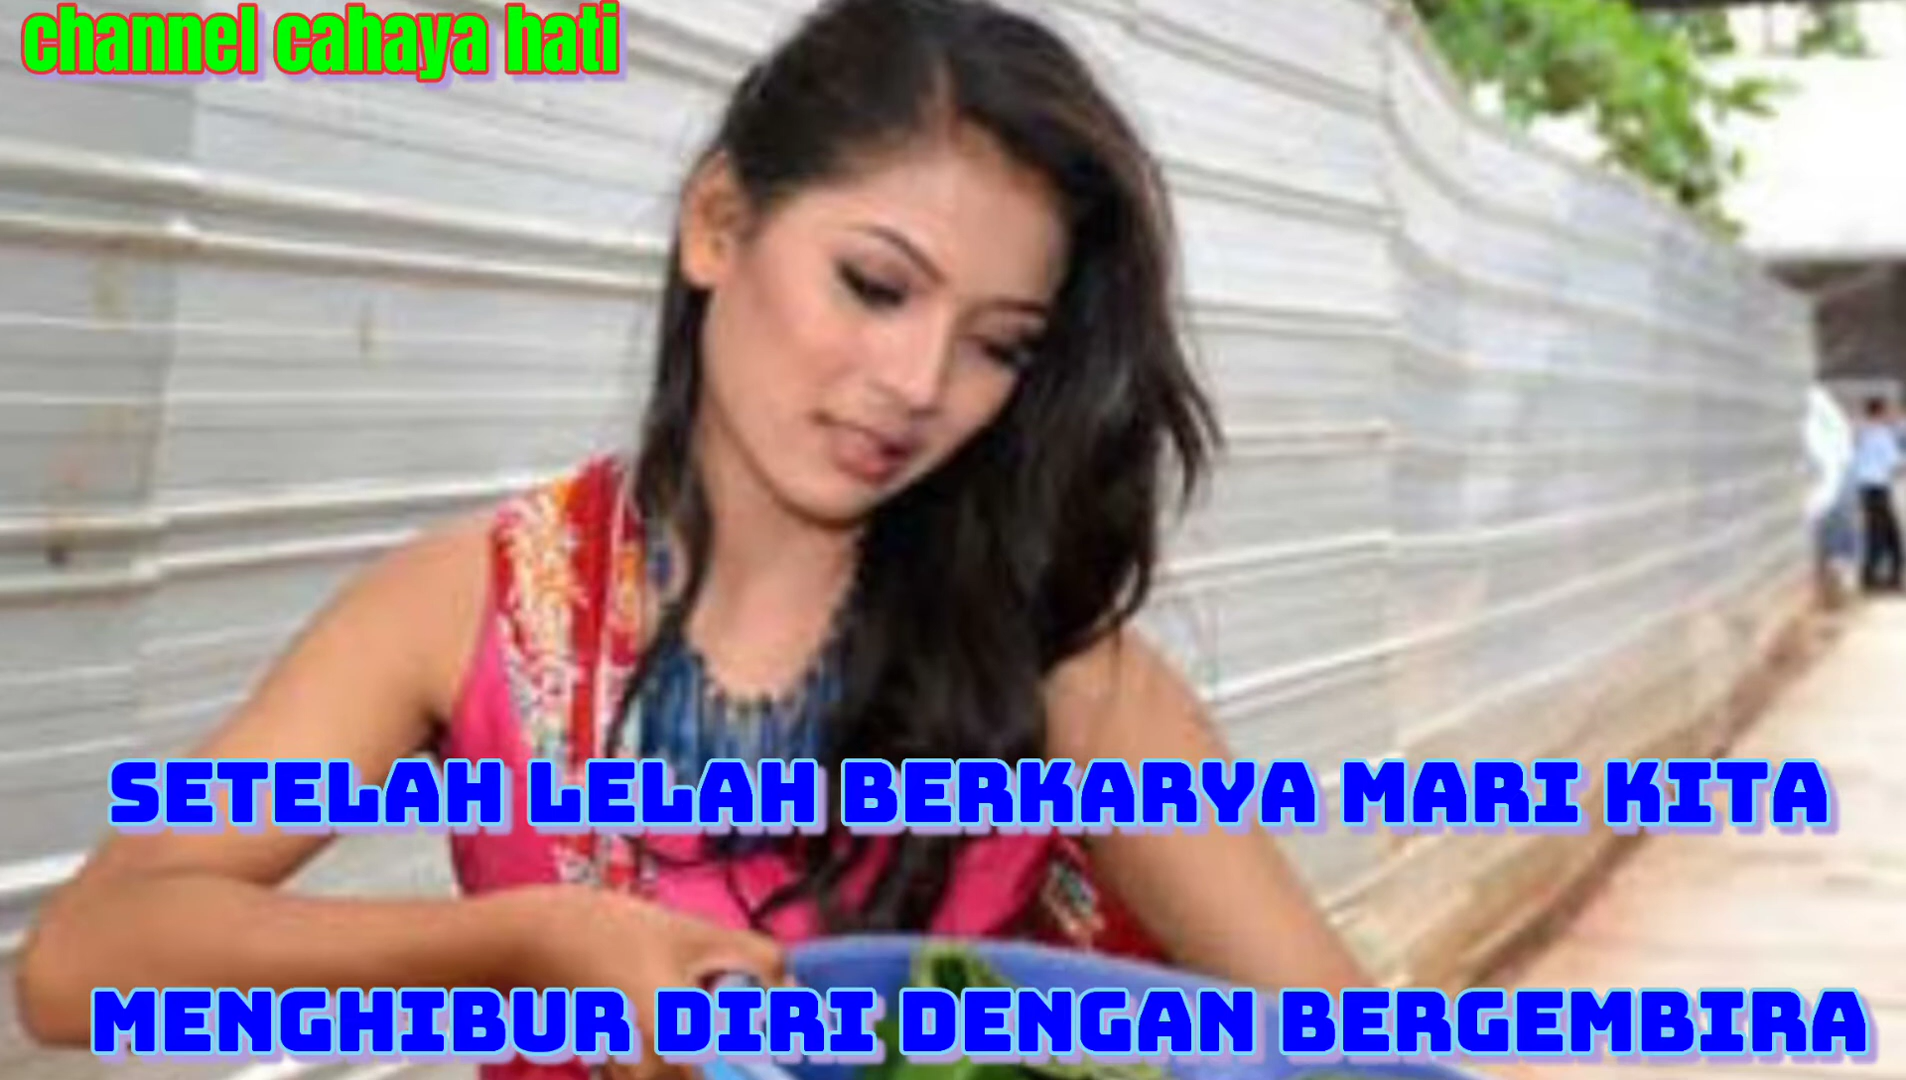 channel cahaya hati
SETELAH LELAH BERKARYA MARI KITA
MENGHIBUR DIRI DENGAN BERGEMBIRA